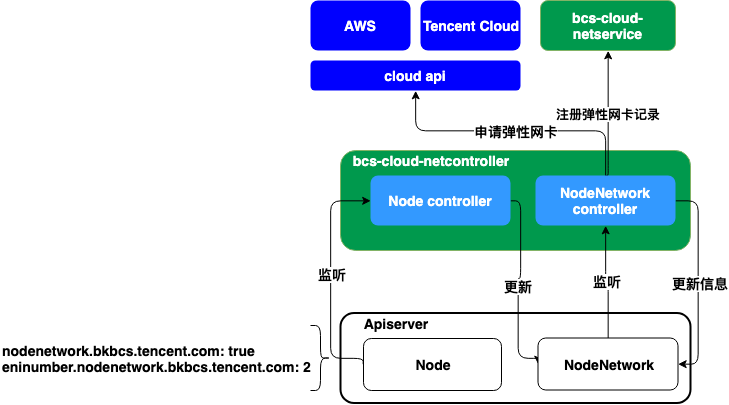 AWS
Tencent Cloud
bcs-cloud-
netservice
cloud api
注册弹性网卡记录
申请弹性网卡
bcs-cloud-netcontroller
Node controller
NodeNetwork
controller
监听
更新
监听
更新信息
Apiserver
nodenetwork.bkbcs.tencent.com: true
eninumber.nodenetwork.bkbcs.tencent.com: 2
Node
NodeNetwork